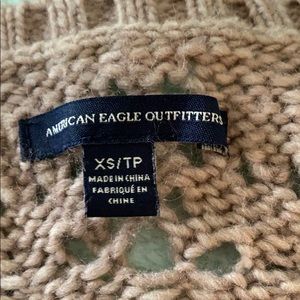 AMERICAN EAGLE OUTFITTERS
XS/TP
MADE IN CHINA
FABRIQUÉ EN
CHINE